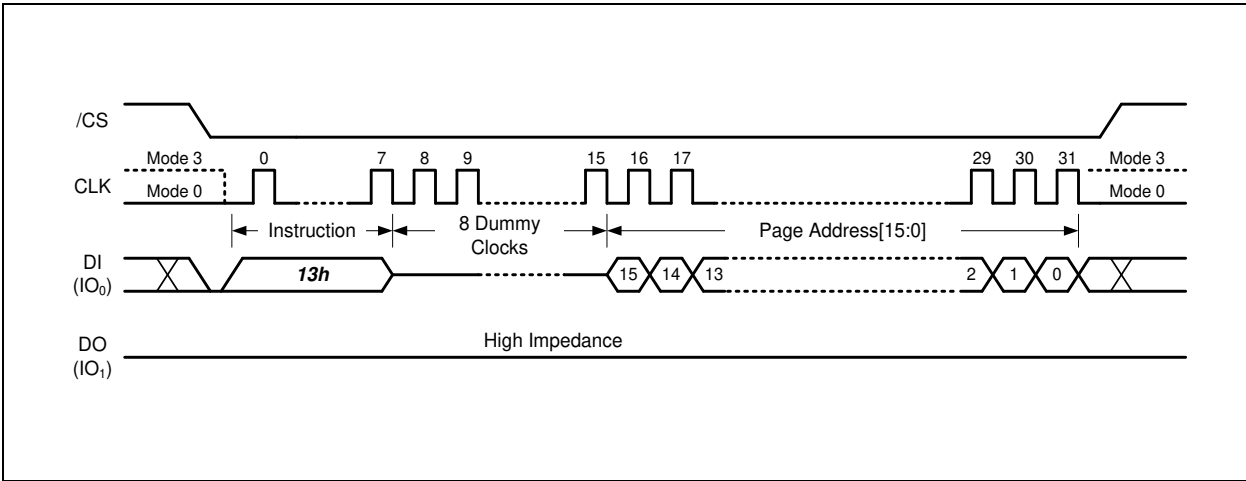 /CS
Mode 3 0 7 8 9 15 16 17 29 30 31 Mode 3
CLK
Mode 0 Mode 0
Instruction 8 Dummy Clocks Page Address[15:0]
DI (IO₀) 13h 15 14 13 2 1 0
DO (IO₁) High Impedance